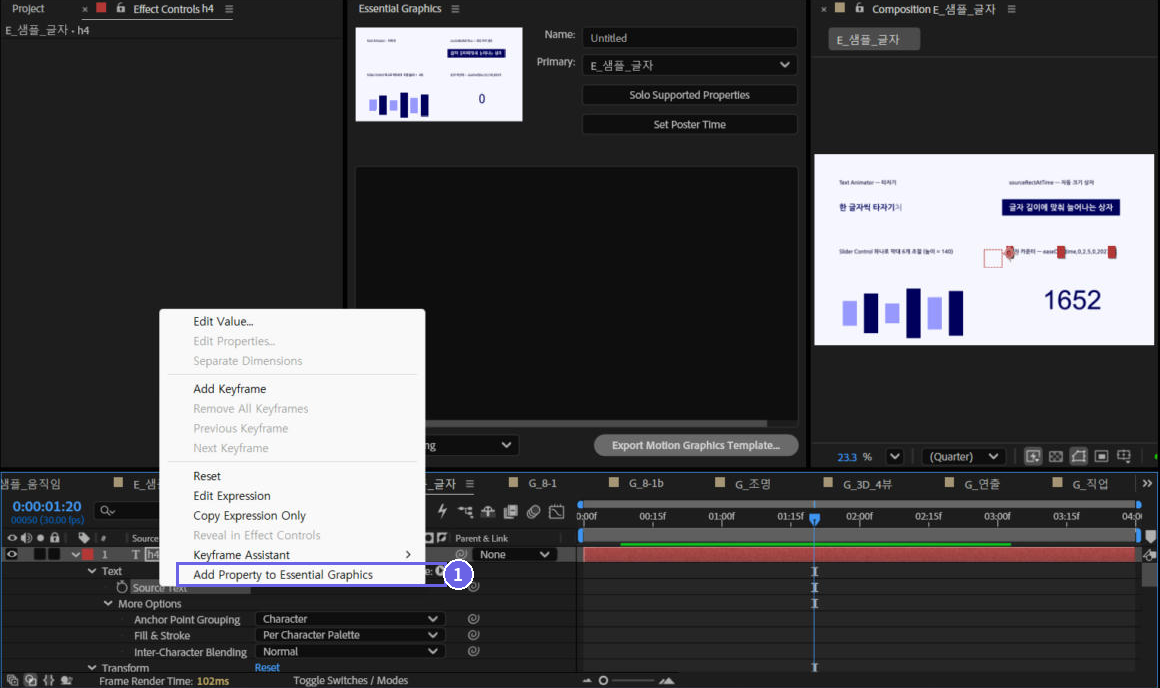 Project
× Effect Controls h4
E_샘플_글자 • h4
Essential Graphics
Name: Untitled
Primary: E_샘플_글자
Solo Supported Properties
Set Poster Time
0
Export Motion Graphics Template...
× Composition E_샘플_글자
E_샘플_글자
Text Animator — 타자기
sourceRectAtTime — 자동 크기 상자
한 글자씩 타자기처
글자 길이에 맞춰 늘어나는 상자
Slider Control 하나로 막대 6개 조절 (높이 = 140)
1652
23.3 %
(Quarter)
Edit Value...
Edit Properties...
Separate Dimensions
Add Keyframe
Remove All Keyframes
Previous Keyframe
Next Keyframe
Reset
Edit Expression
Copy Expression Only
Reveal in Effect Controls
Keyframe Assistant
Add Property to Essential Graphics
1
샘플_움직임
E_샘
_글자
G_8-1
G_8-1b
G_조명
G_3D_4뷰
G_연출
G_직업
0:00:01:20
00050 (30.00 fps)
:00f 00:15f 01:00f 01:15f 02:00f 02:15f 03:00f 03:15f 04:0
# Source
Parent & Link
1 T h4
None
Text
Source Text
More Options
Anchor Point Grouping Character
Fill & Stroke Per Character Palette
Inter-Character Blending Normal
Transform Reset
Frame Render Time: 102ms
Toggle Switches / Modes